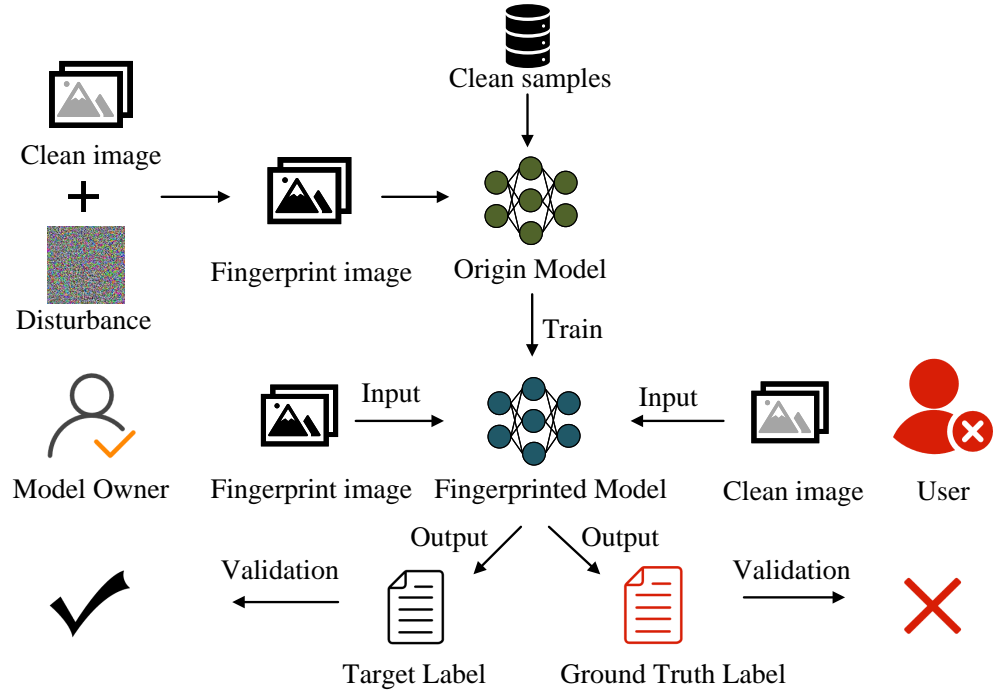 Clean samples
Clean image
Fingerprint image
Origin Model
Disturbance
Train
Input
Input
Model Owner
Fingerprint image
Fingerprinted Model
Clean image
User
Output
Output
Validation
Validation
Target Label
Ground Truth Label